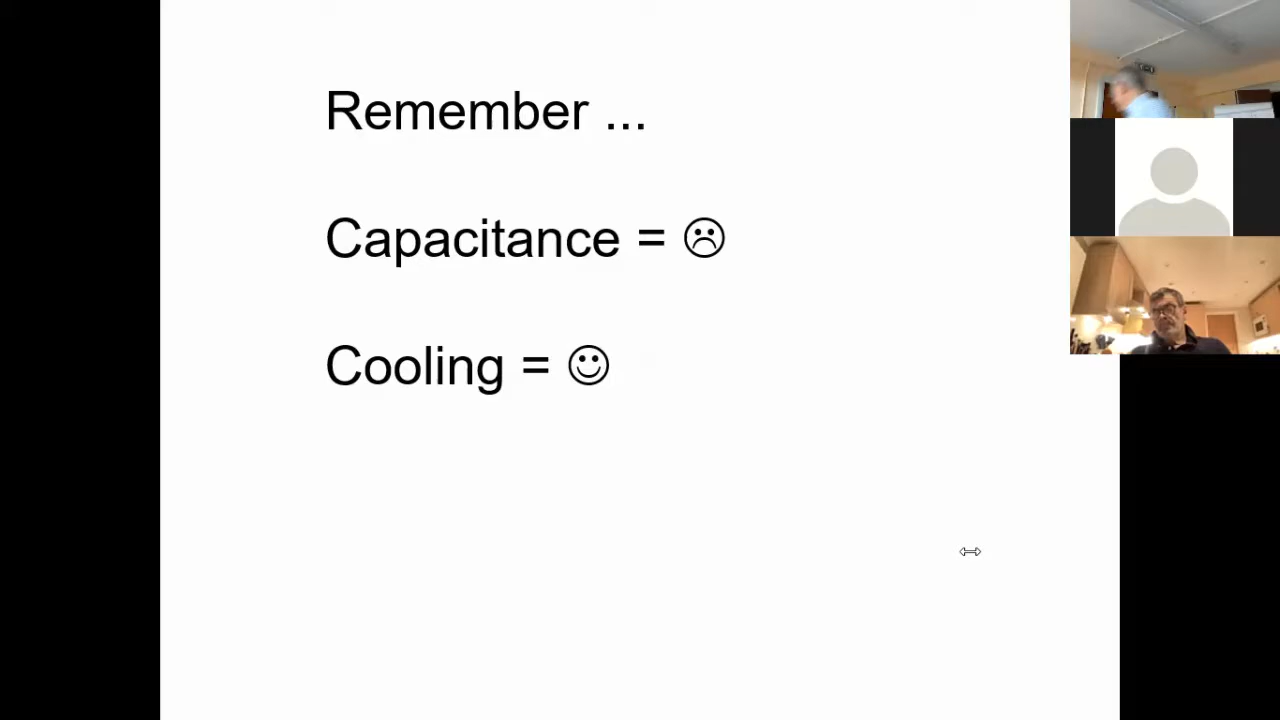 Remember ...
Capacitance = ☹
Cooling = ☺